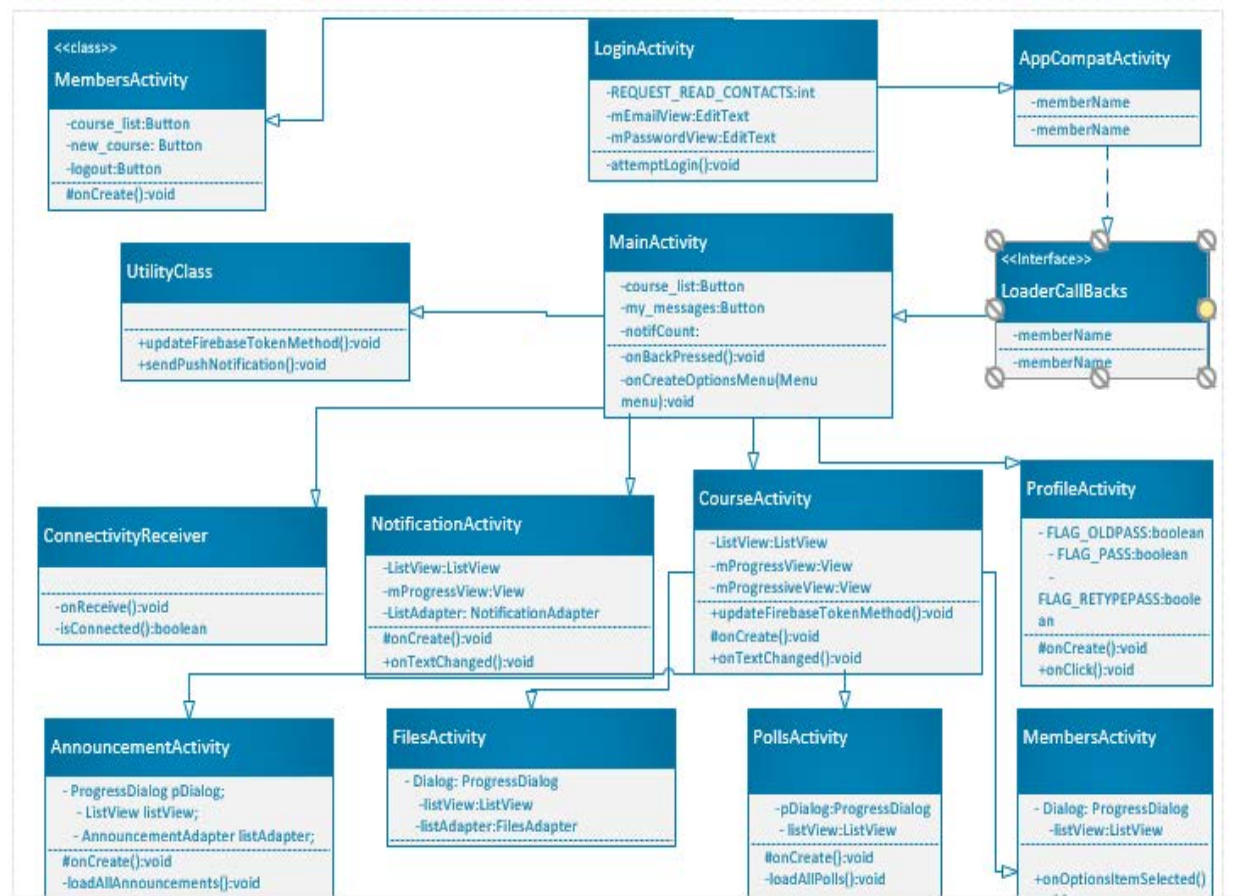 <<class>>
MembersActivity
-course_list:Button
-new_course: Button
-logout:Button
#onCreate():void
LoginActivity
-REQUEST_READ_CONTACTS:int
-mEmailView:EditText
-mPasswordView:EditText
-attemptLogin():void
AppCompatActivity
-memberName
-memberName
UtilityClass
+updateFirebaseTokenMethod():void
+sendPushNotification():void
MainActivity
-course_list:Button
-my_messages:Button
-notifCount:
-onBackPressed():void
-onCreateOptionsMenu(Menu
menu):void
<<Interface>>
LoaderCallBacks
-memberName
-memberName
ConnectivityReceiver
-onReceive():void
-isConnected():boolean
NotificationActivity
-ListView:ListView
-mProgressView:View
-ListAdapter: NotificationAdapter
#onCreate():void
+onTextChanged():void
CourseActivity
-ListView:ListView
-mProgressView:View
-mProgressiveView:View
+updateFirebaseTokenMethod():void
#onCreate():void
+onTextChanged():void
ProfileActivity
- FLAG_OLDPASS:boolean
- FLAG_PASS:boolean
-
FLAG_RETYPEPASS:boole
an
#onCreate():void
+onClick():void
AnnouncementActivity
- ProgressDialog pDialog;
- ListView listView;
- AnnouncementAdapter listAdapter;
#onCreate():void
-loadAllAnnouncements():void
FilesActivity
- Dialog: ProgressDialog
-listView:ListView
-listAdapter:FilesAdapter
PollsActivity
-pDialog:ProgressDialog
- listView:ListView
#onCreate():void
-loadAllPolls():void
MembersActivity
- Dialog: ProgressDialog
-listView:ListView
+onOptionsItemSelected()